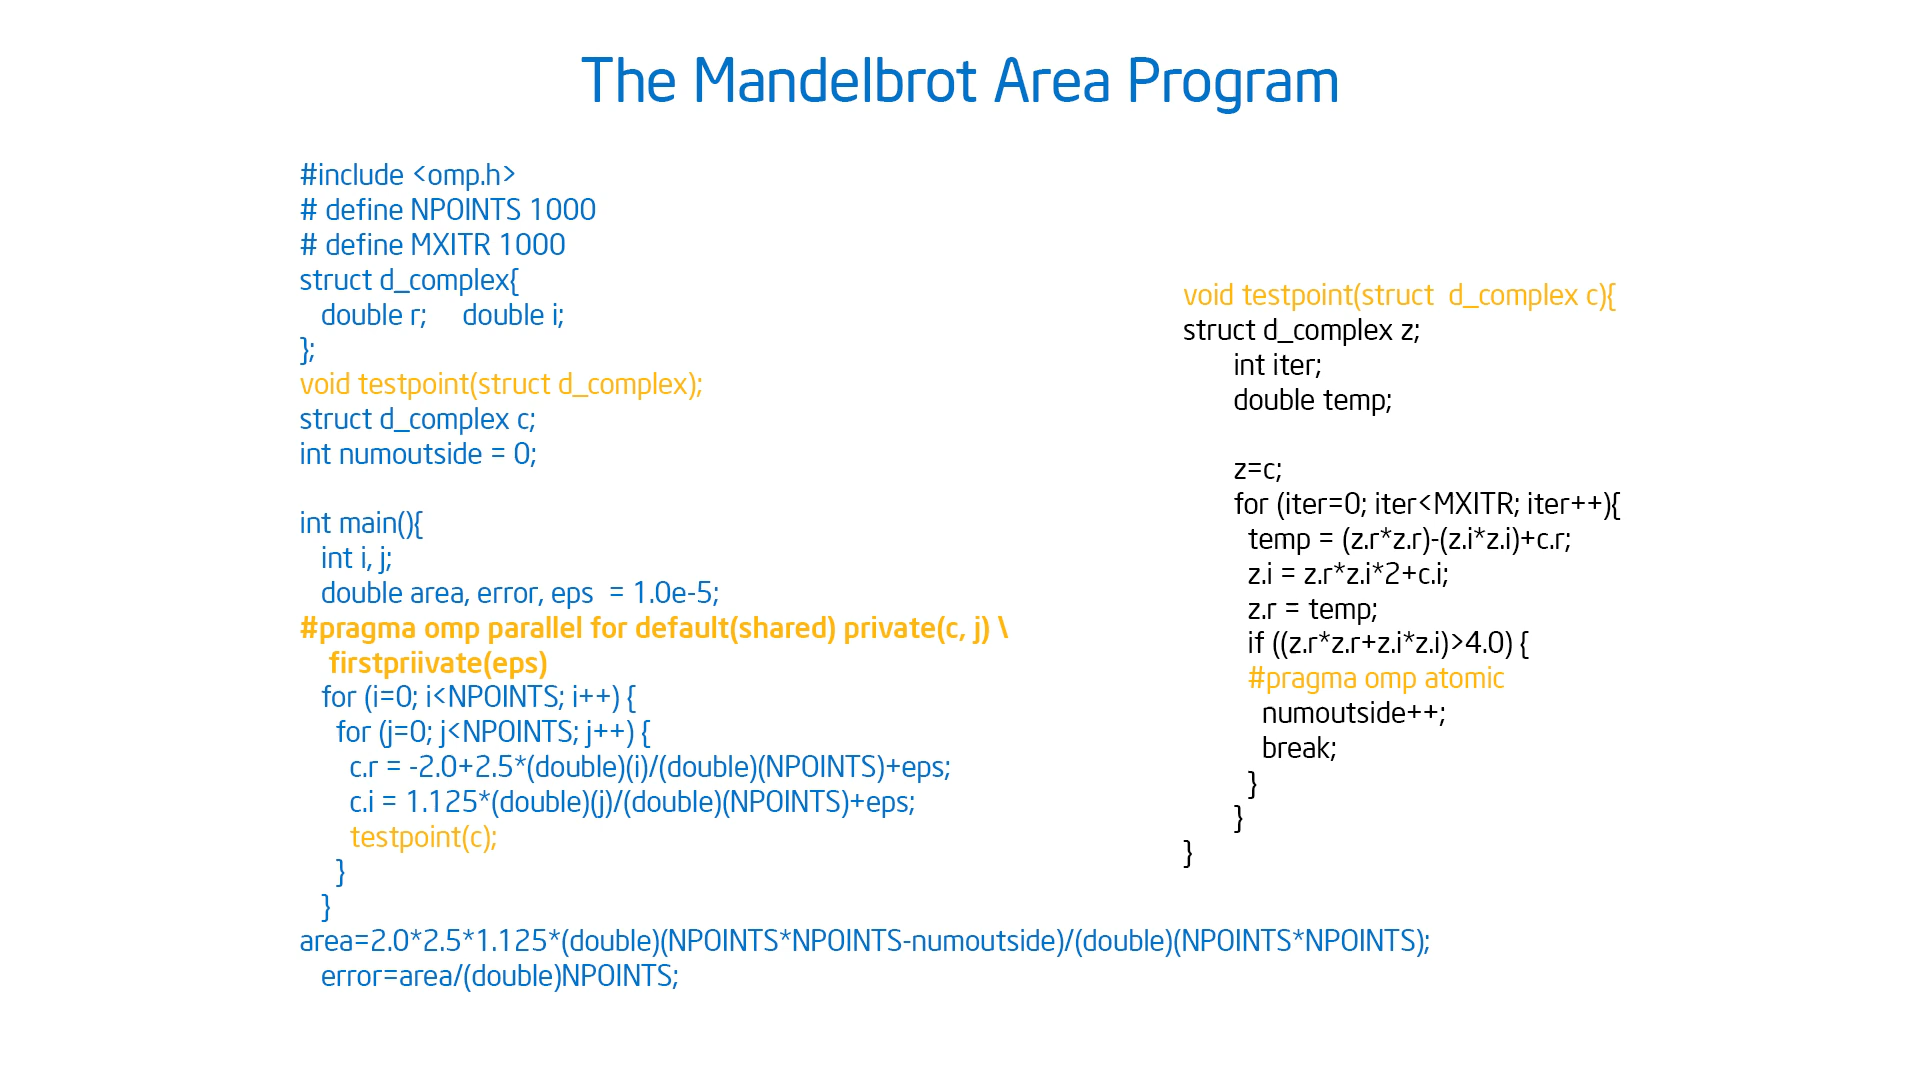 The Mandelbrot Area Program
#include <omp.h>
# define NPOINTS 1000
# define MXITR 1000
struct d_complex{
double r; double i;
};
void testpoint(struct d_complex);
struct d_complex c;
int numoutside = 0;
int main(){
int i, j;
double area, error, eps = 1.0e-5;
#pragma omp parallel for default(shared) private(c, j) \
firstpriivate(eps)
for (i=0; i<NPOINTS; i++) {
for (j=0; j<NPOINTS; j++) {
c.r = -2.0+2.5*(double)(i)/(double)(NPOINTS)+eps;
c.i = 1.125*(double)(j)/(double)(NPOINTS)+eps;
testpoint(c);
}
}
area=2.0*2.5*1.125*(double)(NPOINTS*NPOINTS-numoutside)/(double)(NPOINTS*NPOINTS);
error=area/(double)NPOINTS;
void testpoint(struct d_complex c){
struct d_complex z;
int iter;
double temp;
z=c;
for (iter=0; iter<MXITR; iter++){
temp = (z.r*z.r)-(z.i*z.i)+c.r;
z.i = z.r*z.i*2+c.i;
z.r = temp;
if ((z.r*z.r+z.i*z.i)>4.0) {
#pragma omp atomic
numoutside++;
break;
}
}
}